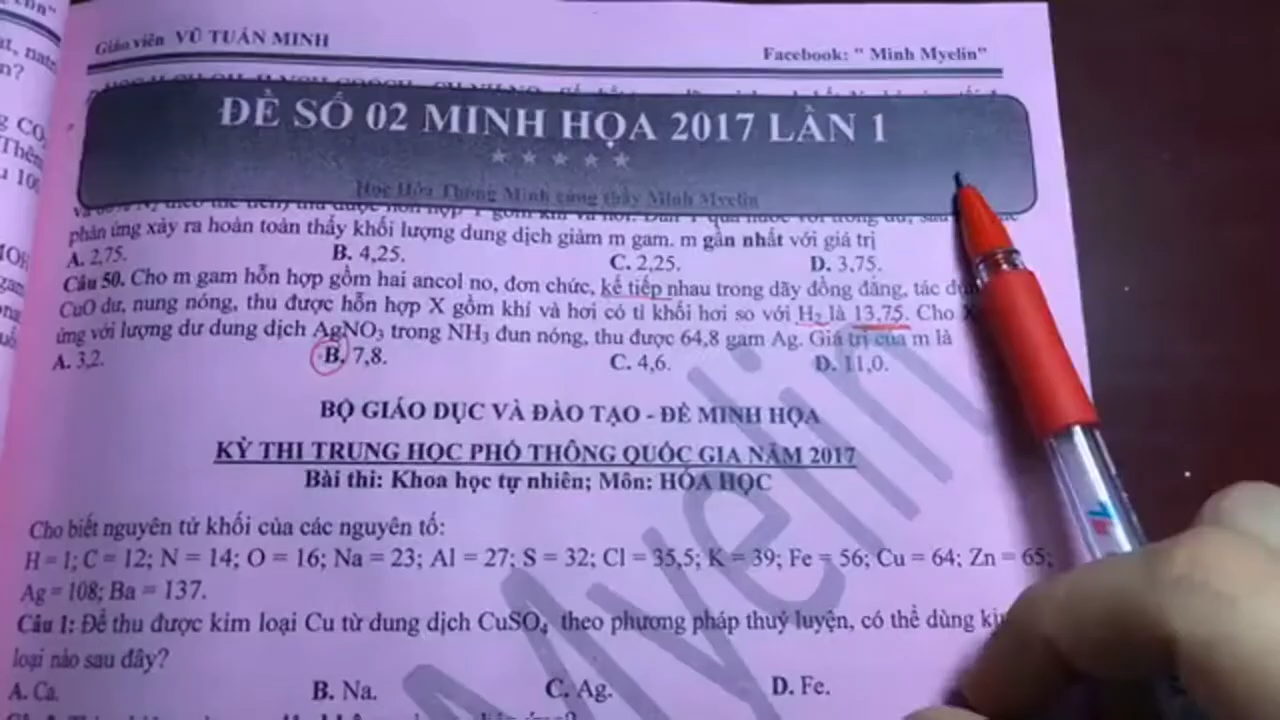 Giáo viên VŨ TUẤN MINH
Facebook: " Minh Myelin"
ĐỀ SỐ 02 MINH HỌA 2017 LẦN 1
Học Hóa Thông Minh cùng thầy Minh Myelin
phản ứng xảy ra hoàn toàn thấy khối lượng dung dịch giảm m gam. m gần nhất với giá trị
A. 2,75. B. 4,25. C. 2,25. D. 3,75.
Câu 50. Cho m gam hỗn hợp gồm hai ancol no, đơn chức, kế tiếp nhau trong dãy đồng đẳng, tác
CuO dư, nung nóng, thu được hỗn hợp X gồm khí và hơi có tỉ khối hơi so với H₂ là 13,75. Cho X
ứng với lượng dư dung dịch AgNO₃ trong NH₃ đun nóng, thu được 64,8 gam Ag. Giá trị của m là
A. 3,2. B. 7,8. C. 4,6. D. 11,0.
BỘ GIÁO DỤC VÀ ĐÀO TẠO - ĐỀ MINH HỌA
KỲ THI TRUNG HỌC PHỔ THÔNG QUỐC GIA NĂM 2017
Bài thi: Khoa học tự nhiên; Môn: HÓA HỌC
Cho biết nguyên tử khối của các nguyên tố:
H = 1; C = 12; N = 14; O = 16; Na = 23; Al = 27; S = 32; Cl = 35,5; K = 39; Fe = 56; Cu = 64; Zn = 65;
Ag = 108; Ba = 137.
Câu 1: Để thu được kim loại Cu từ dung dịch CuSO₄ theo phương pháp thuỷ luyện, có thể dùng
loại nào sau đây?
A. Ca. B. Na. C. Ag. D. Fe.
Myelin